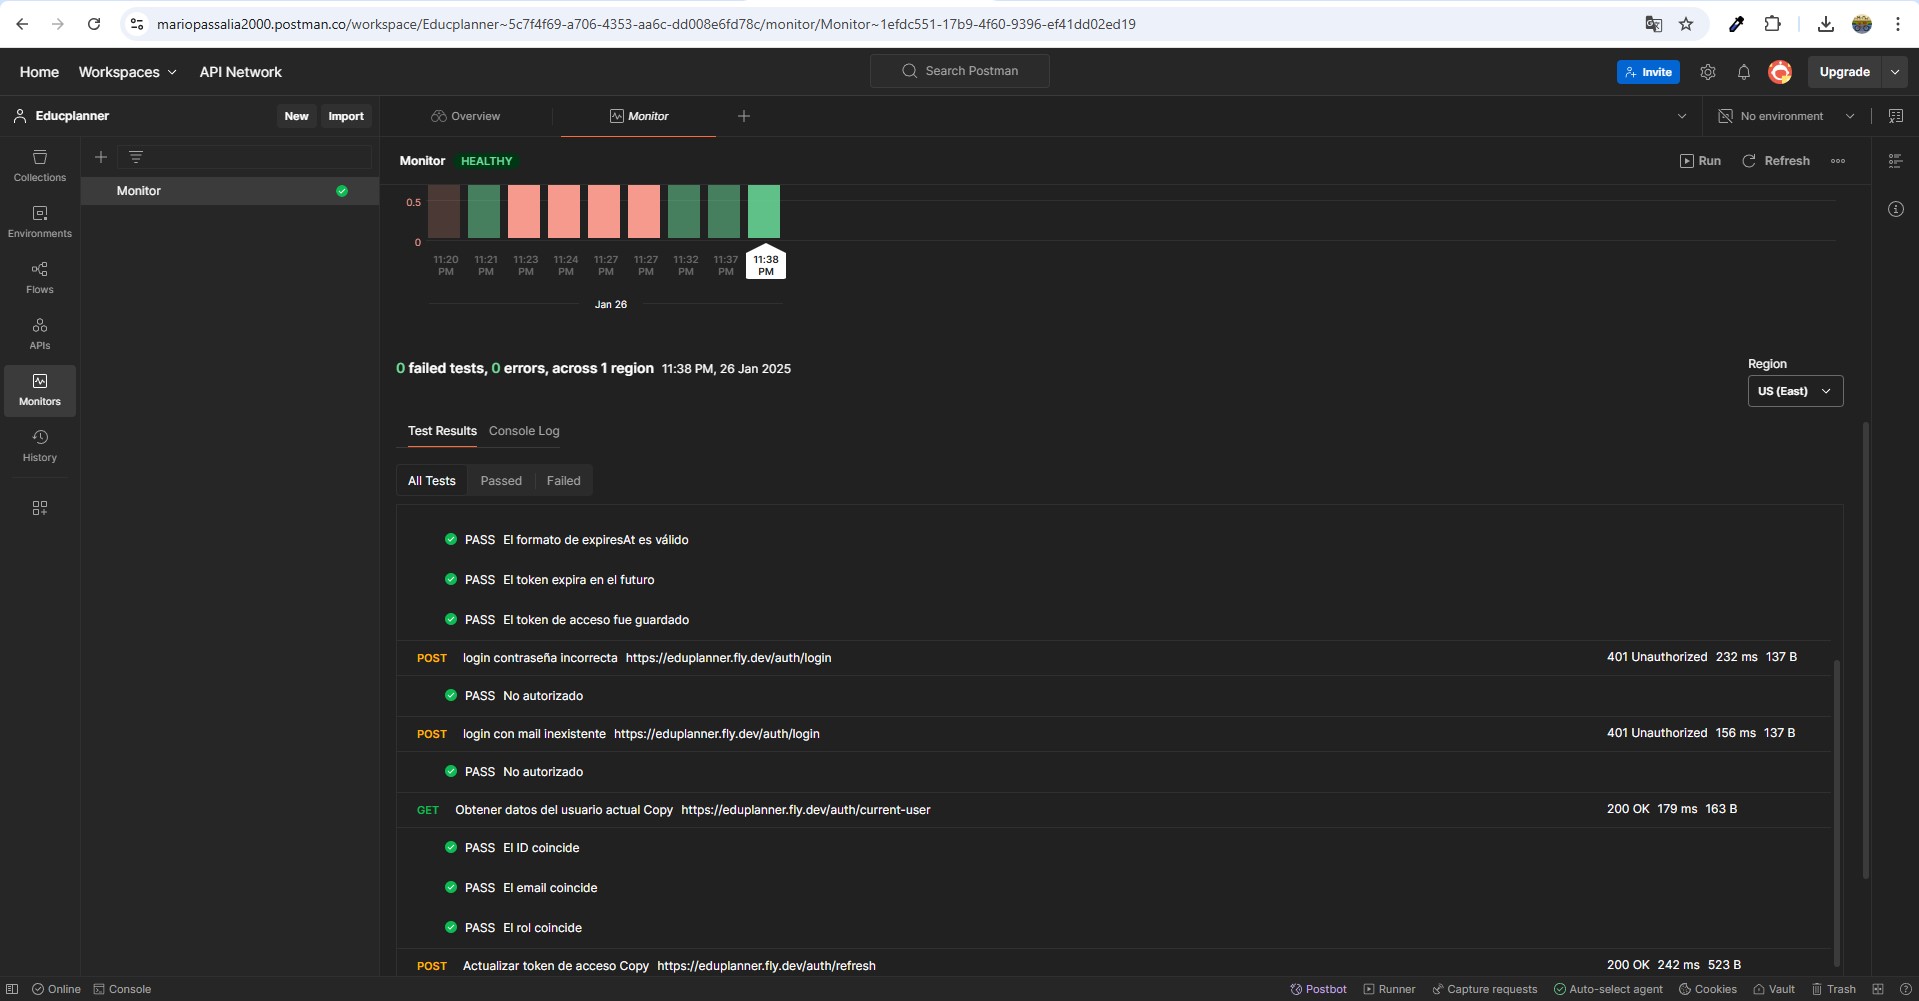 mariopassalia2000.postman.co/workspace/Educplanner~5c7f4f69-a706-4353-aa6c-dd008e6fd78c/monitor/Monitor~1efdc551-17b9-4f60-9396-ef41dd02ed19
Home Workspaces API Network Search Postman Invite Upgrade
Educplanner New Import Overview Monitor No environment
Collections
Environments
Flows
APIs
Monitors
History
Monitor
Monitor HEALTHY Run Refresh
0.5
0
11:20 PM 11:21 PM 11:23 PM 11:24 PM 11:27 PM 11:27 PM 11:32 PM 11:37 PM 11:38 PM
Jan 26
0 failed tests, 0 errors, across 1 region 11:38 PM, 26 Jan 2025
Region
US (East)
Test Results Console Log
All Tests Passed Failed
PASS El formato de expiresAt es válido
PASS El token expira en el futuro
PASS El token de acceso fue guardado
POST login contraseña incorrecta https://eduplanner.fly.dev/auth/login 401 Unauthorized 232 ms 137 B
PASS No autorizado
POST login con mail inexistente https://eduplanner.fly.dev/auth/login 401 Unauthorized 156 ms 137 B
PASS No autorizado
GET Obtener datos del usuario actual Copy https://eduplanner.fly.dev/auth/current-user 200 OK 179 ms 163 B
PASS El ID coincide
PASS El email coincide
PASS El rol coincide
POST Actualizar token de acceso Copy https://eduplanner.fly.dev/auth/refresh 200 OK 242 ms 523 B
Online Console Postbot Runner Capture requests Auto-select agent Cookies Vault Trash